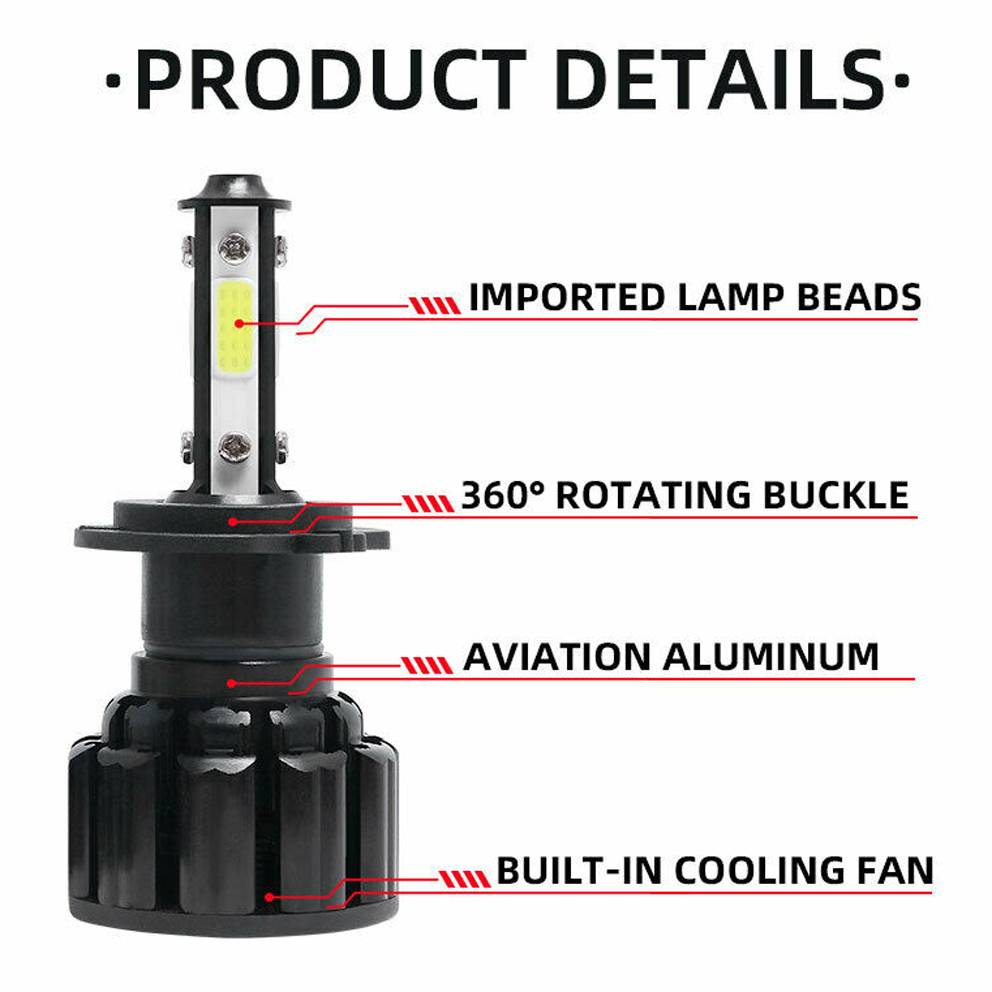 ·PRODUCT DETAILS·
IMPORTED LAMP BEADS
360° ROTATING BUCKLE
AVIATION ALUMINUM
BUILT-IN COOLING FAN